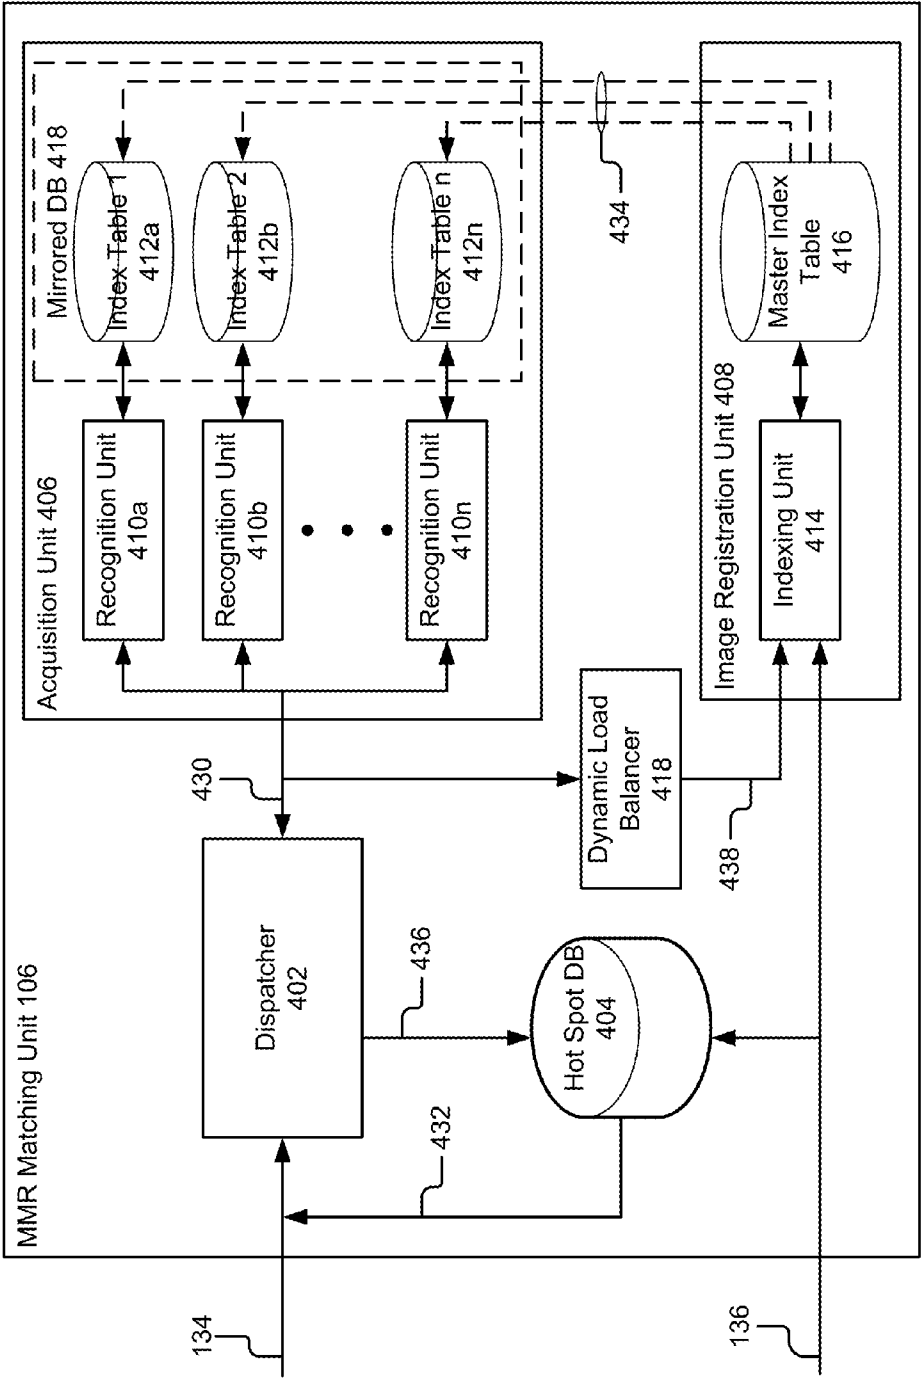 MMR Matching Unit 106
134
136
Dispatcher
402
432
436
Hot Spot DB
404
430
Dynamic Load
Balancer
418
438
Acquisition Unit 406
Recognition Unit
410a
Recognition Unit
410b
Recognition Unit
410n
Mirrored DB 418
Index Table 1
412a
Index Table 2
412b
Index Table n
412n
434
Image Registration Unit 408
Indexing Unit
414
Master Index
Table
416